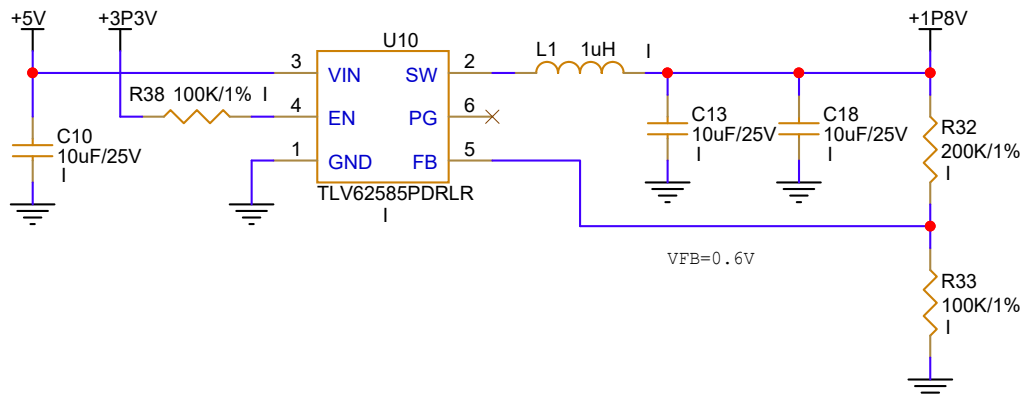 +5V
+3P3V
+1P8V
U10
L1
1uH
I
3
VIN
SW
2
R38
100K/1%
I
4
EN
PG
6
C10
10uF/25V
I
C13
10uF/25V
I
C18
10uF/25V
I
R32
200K/1%
I
1
GND
FB
5
TLV62585PDRLR
I
VFB=0.6V
R33
100K/1%
I